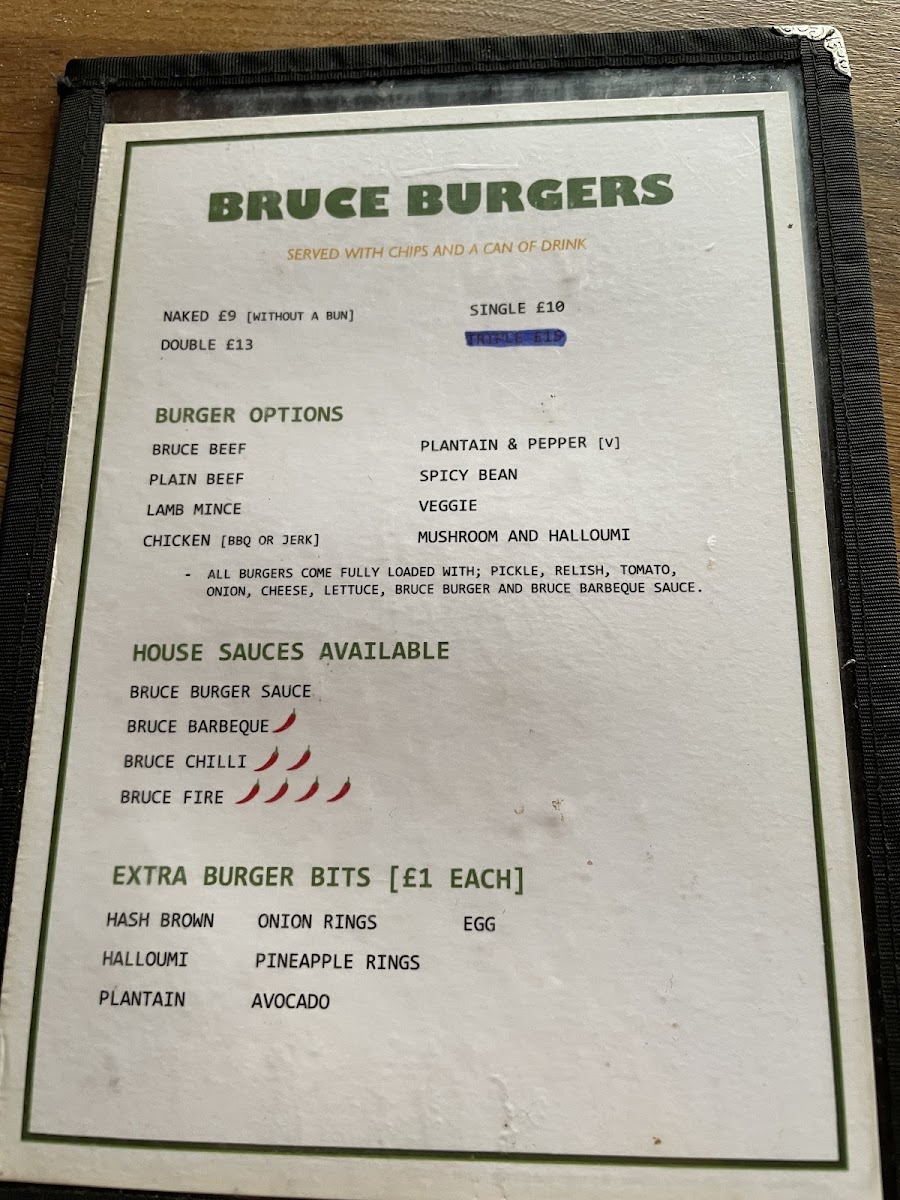 BRUCE BURGERS
SERVED WITH CHIPS AND A CAN OF DRINK
NAKED £9 [WITHOUT A BUN]
SINGLE £10
DOUBLE £13
TRIPLE £15
BURGER OPTIONS
BRUCE BEEF
PLANTAIN & PEPPER [V]
PLAIN BEEF
SPICY BEAN
LAMB MINCE
VEGGIE
CHICKEN [BBQ OR JERK]
MUSHROOM AND HALLOUMI
- ALL BURGERS COME FULLY LOADED WITH; PICKLE, RELISH, TOMATO,
ONION, CHEESE, LETTUCE, BRUCE BURGER AND BRUCE BARBEQUE SAUCE.
HOUSE SAUCES AVAILABLE
BRUCE BURGER SAUCE
BRUCE BARBEQUE
BRUCE CHILLI
BRUCE FIRE
EXTRA BURGER BITS [£1 EACH]
HASH BROWN ONION RINGS EGG
HALLOUMI PINEAPPLE RINGS
PLANTAIN AVOCADO